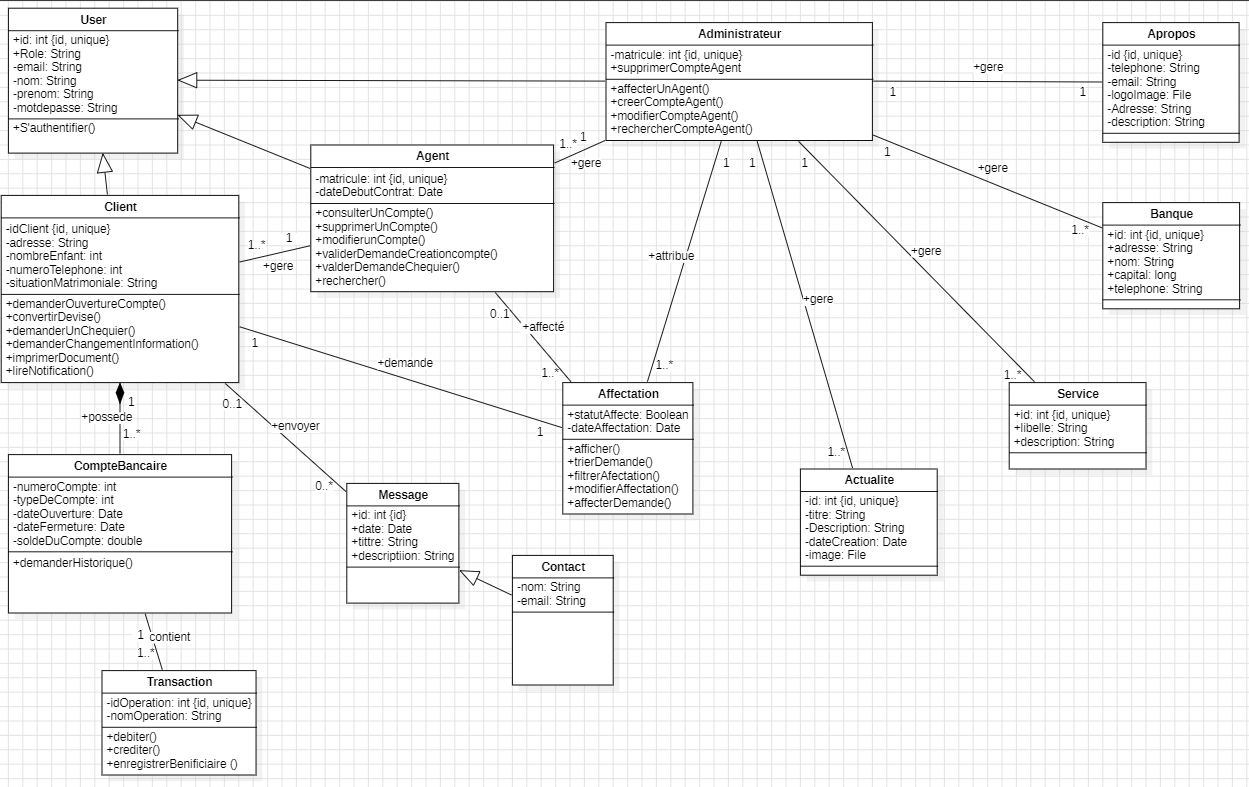 User
+id: int {id, unique}
+Role: String
-email: String
-nom: String
-prenom: String
-motdepasse: String
+S'authentifier()
Administrateur
-matricule: int {id, unique}
+supprimerCompteAgent
+affecterUnAgent()
+creerCompteAgent()
+modifierCompteAgent()
+rechercherCompteAgent()
Apropos
-id {id, unique}
-telephone: String
-email: String
-logoImage: File
-Adresse: String
-description: String
+gere
1
1
1..*
1
+gere
Agent
-matricule: int {id, unique}
-dateDebutContrat: Date
+consulterUnCompte()
+supprimerUnCompte()
+modifierunCompte()
+validerDemandeCreationcompte()
+valderDemandeChequier()
+rechercher()
1
1
1
1
+gere
1..*
Banque
+id: int {id, unique}
+adresse: String
+nom: String
+capital: long
+telephone: String
Client
-idClient {id, unique}
-adresse: String
-nombreEnfant: int
-numeroTelephone: int
-situationMatrimoniale: String
+demanderOuvertureCompte()
+convertirDevise()
+demanderUnChequier()
+demanderChangementInformation()
+imprimerDocument()
+lireNotification()
1..*
1
+gere
+attribue
+gere
+gere
0..1
+affecté
1..*
1..*
1
+demande
1
1..*
1..*
Affectation
+statutAffecte: Boolean
-dateAffectation: Date
+afficher()
+trierDemande()
+filtrerAfectation()
+modifierAffectation()
+affecterDemande()
Service
+id: int {id, unique}
+libelle: String
+description: String
1
+possede
1..*
0..1
+envoyer
0..*
CompteBancaire
-numeroCompte: int
-typeDeCompte: int
-dateOuverture: Date
-dateFermeture: Date
-soldeDuCompte: double
+demanderHistorique()
Message
+id: int {id}
+date: Date
+tittre: String
+descriptiion: String
Actualite
-id: int {id, unique}
-titre: String
-Description: String
-dateCreation: Date
-image: File
Contact
-nom: String
-email: String
1
contient
1..*
Transaction
-idOperation: int {id, unique}
-nomOperation: String
+debiter()
+crediter()
+enregistrerBenificiaire ()